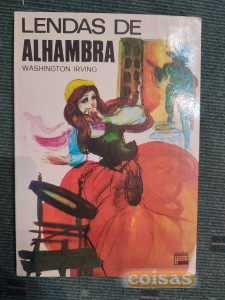 LENDAS DE
ALHAMBRA
WASHINGTON IRVING
coisas